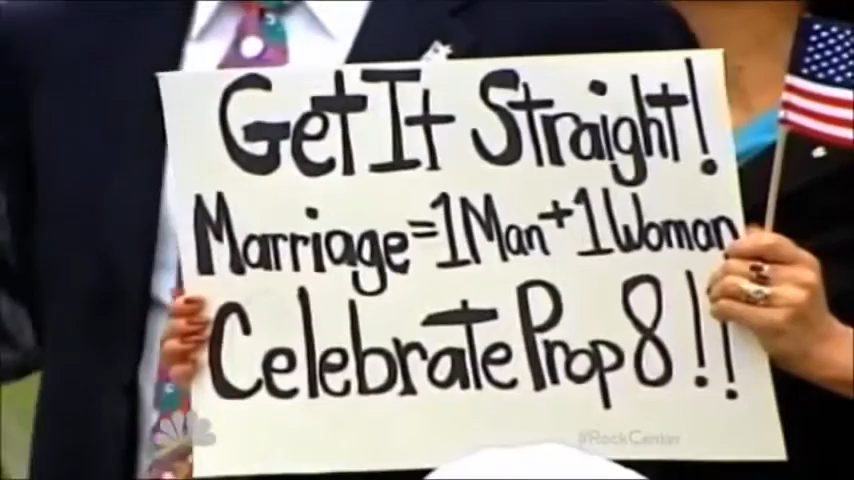 Get It Straight!
Marriage=1Man+1Woman
Celebrate Prop 8!!
#RockCenter